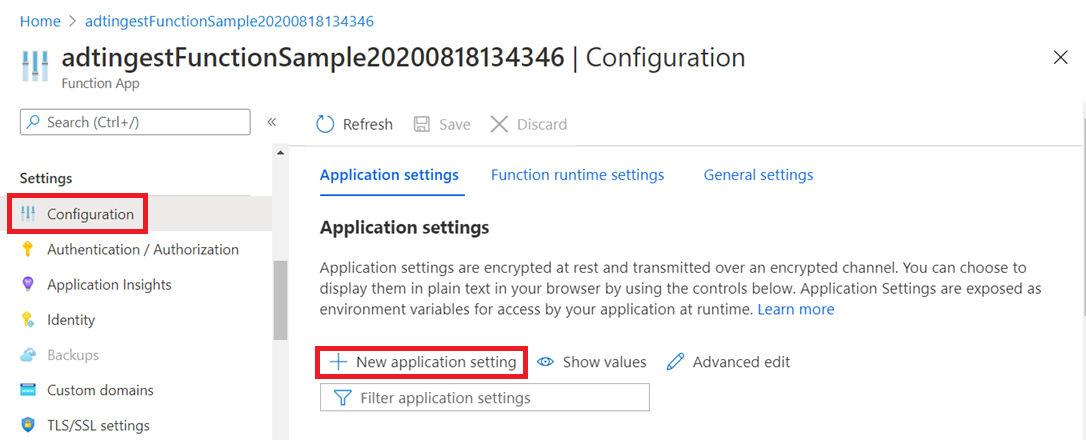 Home > adtingestFunctionSample20200818134346
adtingestFunctionSample20200818134346 | Configuration
Function App
Search (Ctrl+/)
«
Settings
Configuration
Authentication / Authorization
Application Insights
Identity
Backups
Custom domains
TLS/SSL settings
Refresh
Save
Discard
Application settings
Function runtime settings
General settings
Application settings
Application settings are encrypted at rest and transmitted over an encrypted channel. You can choose to
display them in plain text in your browser by using the controls below. Application Settings are exposed as
environment variables for access by your application at runtime. Learn more
New application setting
Show values
Advanced edit
Filter application settings